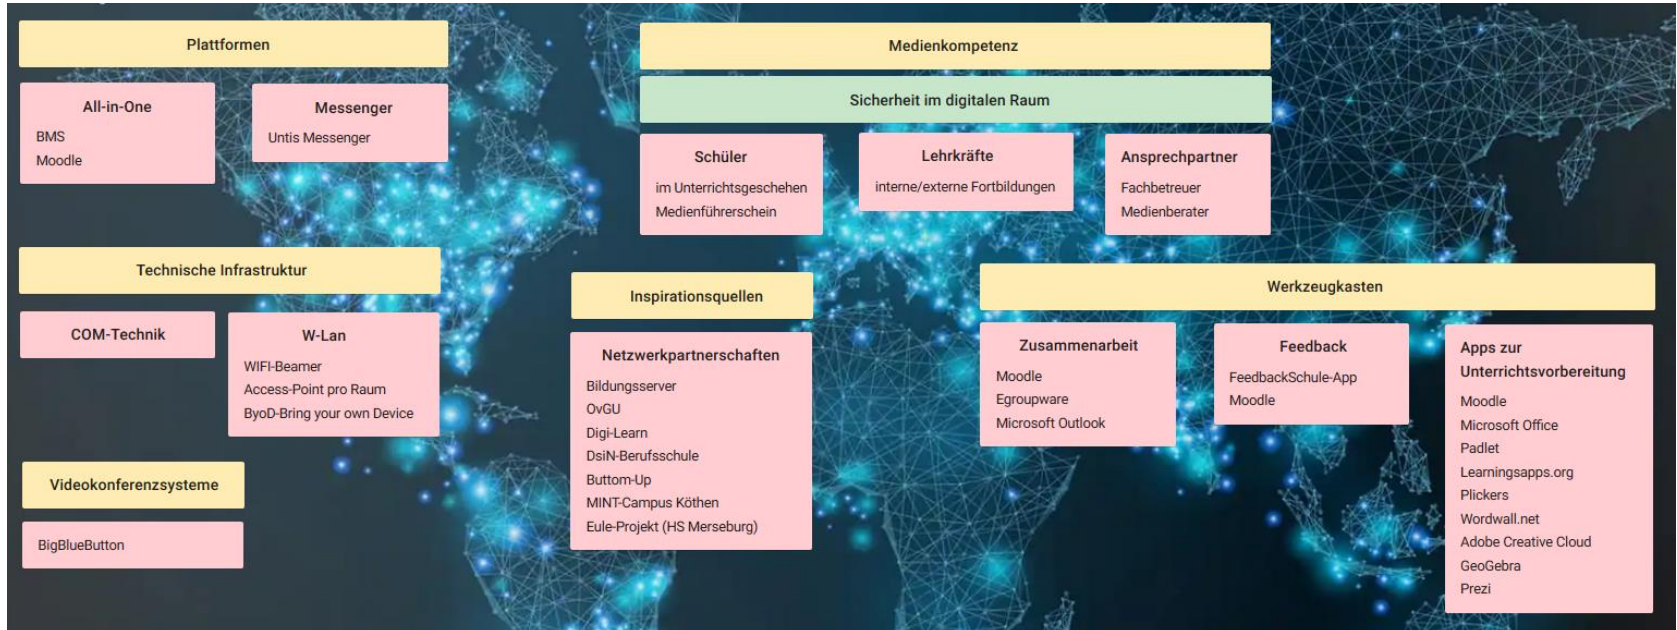 Plattformen
All-in-One
BMS
Moodle
Messenger
Untis Messenger
Medienkompetenz
Sicherheit im digitalen Raum
Schüler
im Unterrichtsgeschehen
Medienführerschein
Lehrkräfte
interne/externe Fortbildungen
Ansprechpartner
Fachbetreuer
Medienberater
Technische Infrastruktur
COM-Technik
W-Lan
WIFI-Beamer
Access-Point pro Raum
ByoD-Bring your own Device
Inspirationsquellen
Netzwerkpartnerschaften
Bildungsserver
OvGU
Digi-Learn
DsiN-Berufsschule
Buttom-Up
MINT-Campus Köthen
Eule-Projekt (HS Merseburg)
Werkzeugkasten
Zusammenarbeit
Moodle
Egroupware
Microsoft Outlook
Feedback
FeedbackSchule-App
Moodle
Apps zur
Unterrichtsvorbereitung
Moodle
Microsoft Office
Padlet
Learningsapps.org
Plickers
Wordwall.net
Adobe Creative Cloud
GeoGebra
Prezi
Videokonferenzsysteme
BigBlueButton